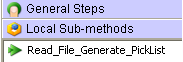 General Steps
Local Sub-methods
Read_File_Generate_PickList